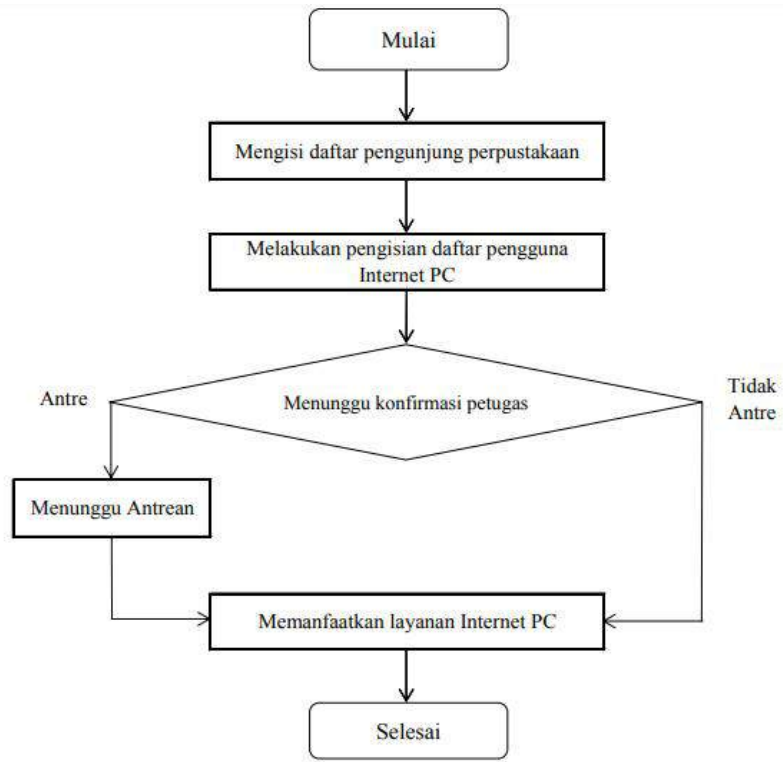 Mulai
Mengisi daftar pengunjung perpustakaan
Melakukan pengisian daftar pengguna
Internet PC
Antre
Menunggu konfirmasi petugas
Tidak
Antre
Menunggu Antrean
Memanfaatkan layanan Internet PC
Selesai